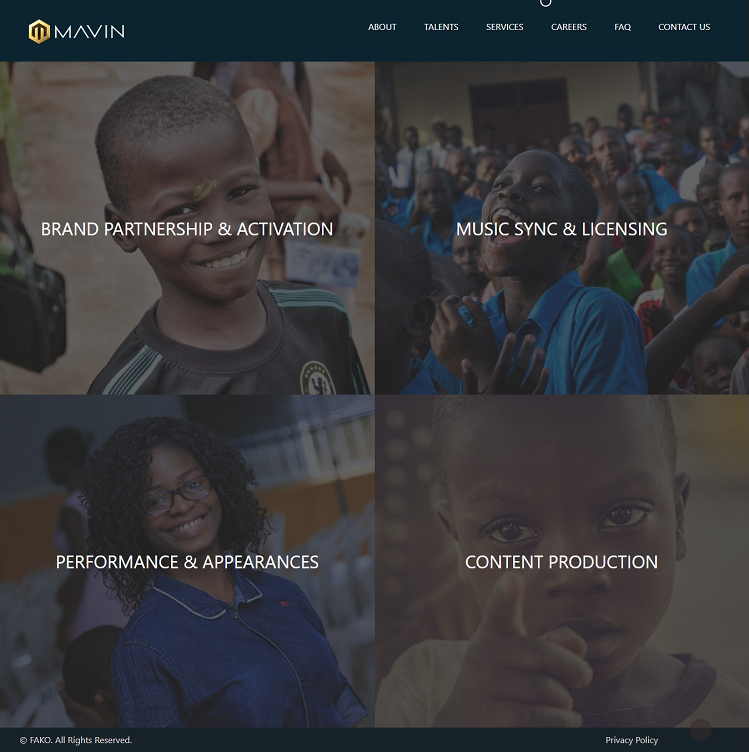 MAVIN
ABOUT TALENTS SERVICES CAREERS FAQ CONTACT US
BRAND PARTNERSHIP & ACTIVATION
MUSIC SYNC & LICENSING
PERFORMANCE & APPEARANCES
CONTENT PRODUCTION
© FAKO. All Rights Reserved.
Privacy Policy